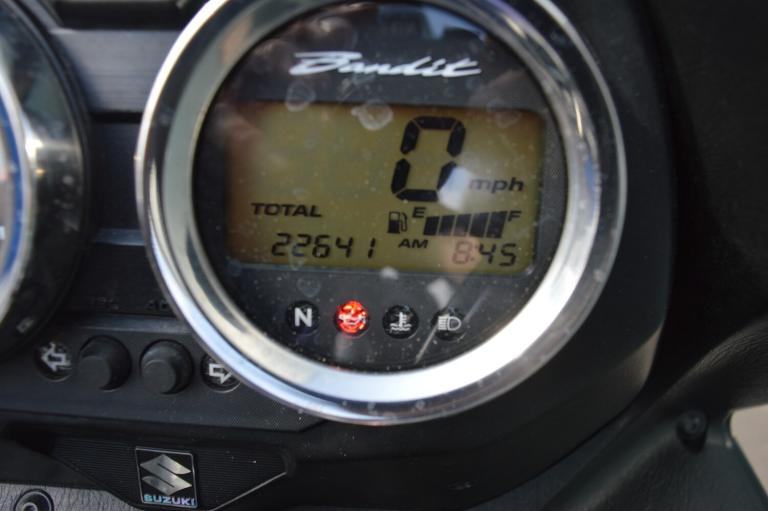 Bandit
0 mph
TOTAL
E F
22641 AM 8:45
N
SUZUKI